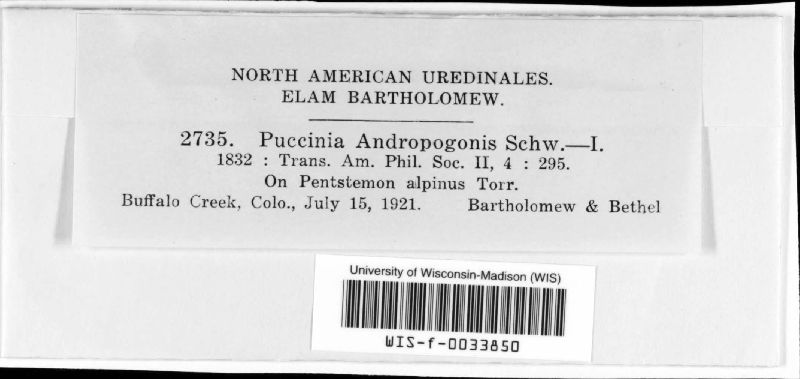 NORTH AMERICAN UREDINALES.
ELAM BARTHOLOMEW.
2735. Puccinia Andropogonis Schw.—I.
1832 : Trans. Am. Phil. Soc. II, 4 : 295.
On Pentstemon alpinus Torr.
Buffalo Creek, Colo., July 15, 1921. Bartholomew & Bethel
University of Wisconsin-Madison (WIS)
WIS-f-0033850